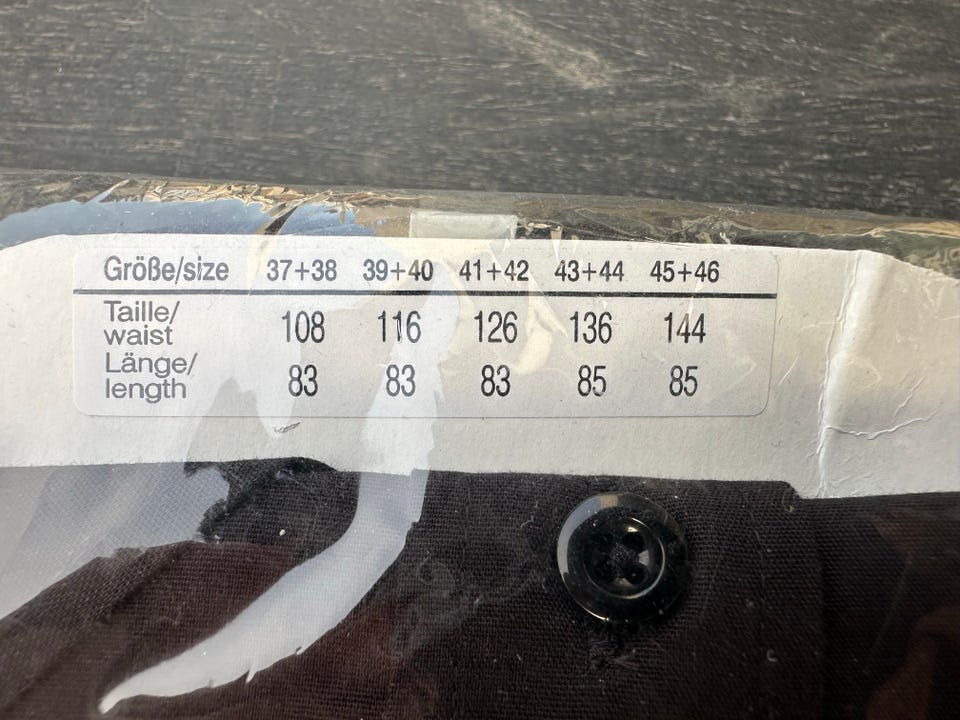 Größe/size 37+38 39+40 41+42 43+44 45+46
Taille/
waist 108 116 126 136 144
Länge/
length 83 83 83 85 85